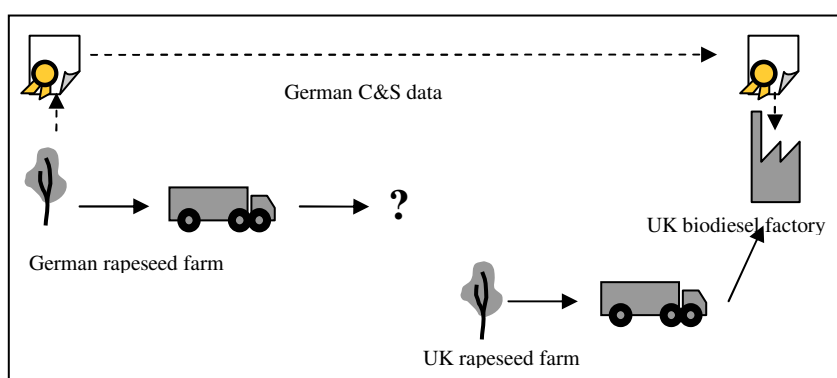 German C&S data
?
UK biodiesel factory
German rapeseed farm
UK rapeseed farm